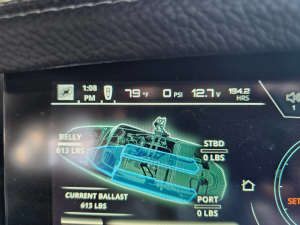 1:08 PM 79 °F 0 PSI 12.7 V 194.2 HRS
BELLY
613 LBS
STBD
0 LBS
CURRENT BALLAST
613 LBS
PORT
0 LBS
SET